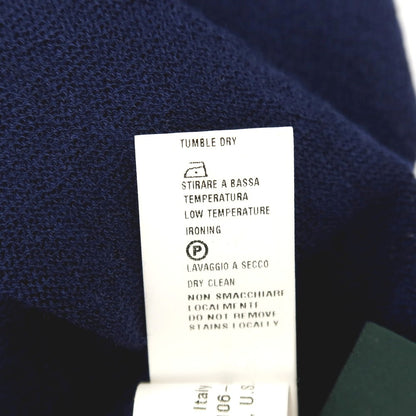 TUMBLE DRY
STIRARE A BASSA
TEMPERATURA
LOW TEMPERATURE
IRONING
P
LAVAGGIO A SECCO
DRY CLEAN
NON SMACCHIARE
LOCALMENTE
DO NOT REMOVE
STAINS LOCALLY
Italy
06-
U.S.